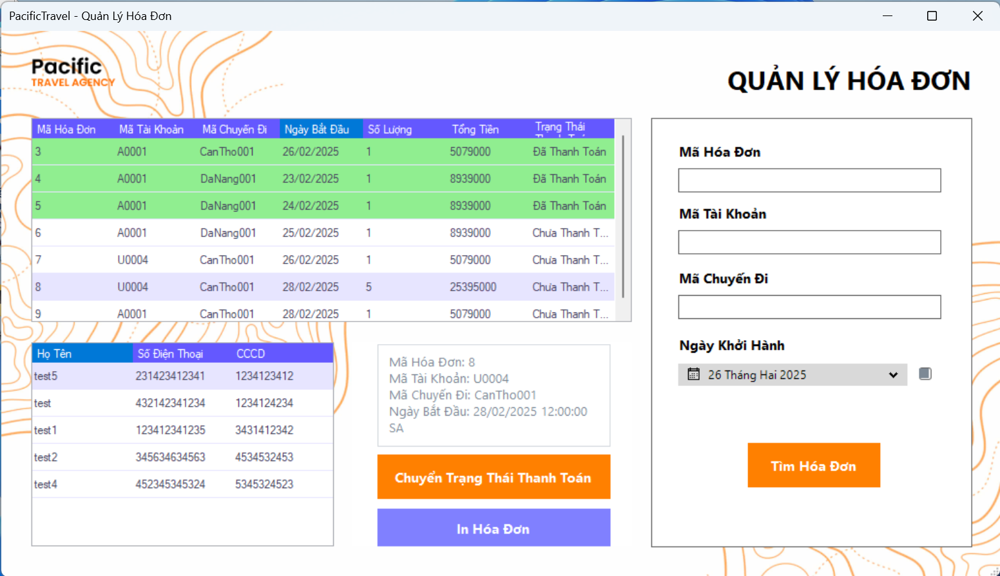 PacificTravel - Quản Lý Hóa Đơn
Pacific
TRAVEL AGENCY
QUẢN LÝ HÓA ĐƠN
Mã Hóa Đơn Mã Tài Khoản Mã Chuyến Đi Ngày Bắt Đầu Số Lượng Tổng Tiền Trạng Thái
3 A0001 CanTho001 26/02/2025 1 5079000 Đã Thanh Toán
4 A0001 DaNang001 23/02/2025 1 8939000 Đã Thanh Toán
5 A0001 DaNang001 24/02/2025 1 8939000 Đã Thanh Toán
6 A0001 DaNang001 25/02/2025 1 8939000 Chưa Thanh T...
7 U0004 CanTho001 26/02/2025 1 5079000 Chưa Thanh T...
8 U0004 CanTho001 28/02/2025 5 25395000 Chưa Thanh T...
9 A0001 CanTho001 28/02/2025 1 5079000 Chưa Thanh T...
Họ Tên Số Điện Thoại CCCD
test5 231423412341 1234123412
test 432142341234 1234124234
test1 123412341235 3431412342
test2 345634634563 4534532453
test4 452345345324 5345324523
Mã Hóa Đơn: 8
Mã Tài Khoản: U0004
Mã Chuyến Đi: CanTho001
Ngày Bắt Đầu: 28/02/2025 12:00:00
SA
Chuyển Trạng Thái Thanh Toán
In Hóa Đơn
Mã Hóa Đơn
Mã Tài Khoản
Mã Chuyến Đi
Ngày Khởi Hành
26 Tháng Hai 2025
Tìm Hóa Đơn